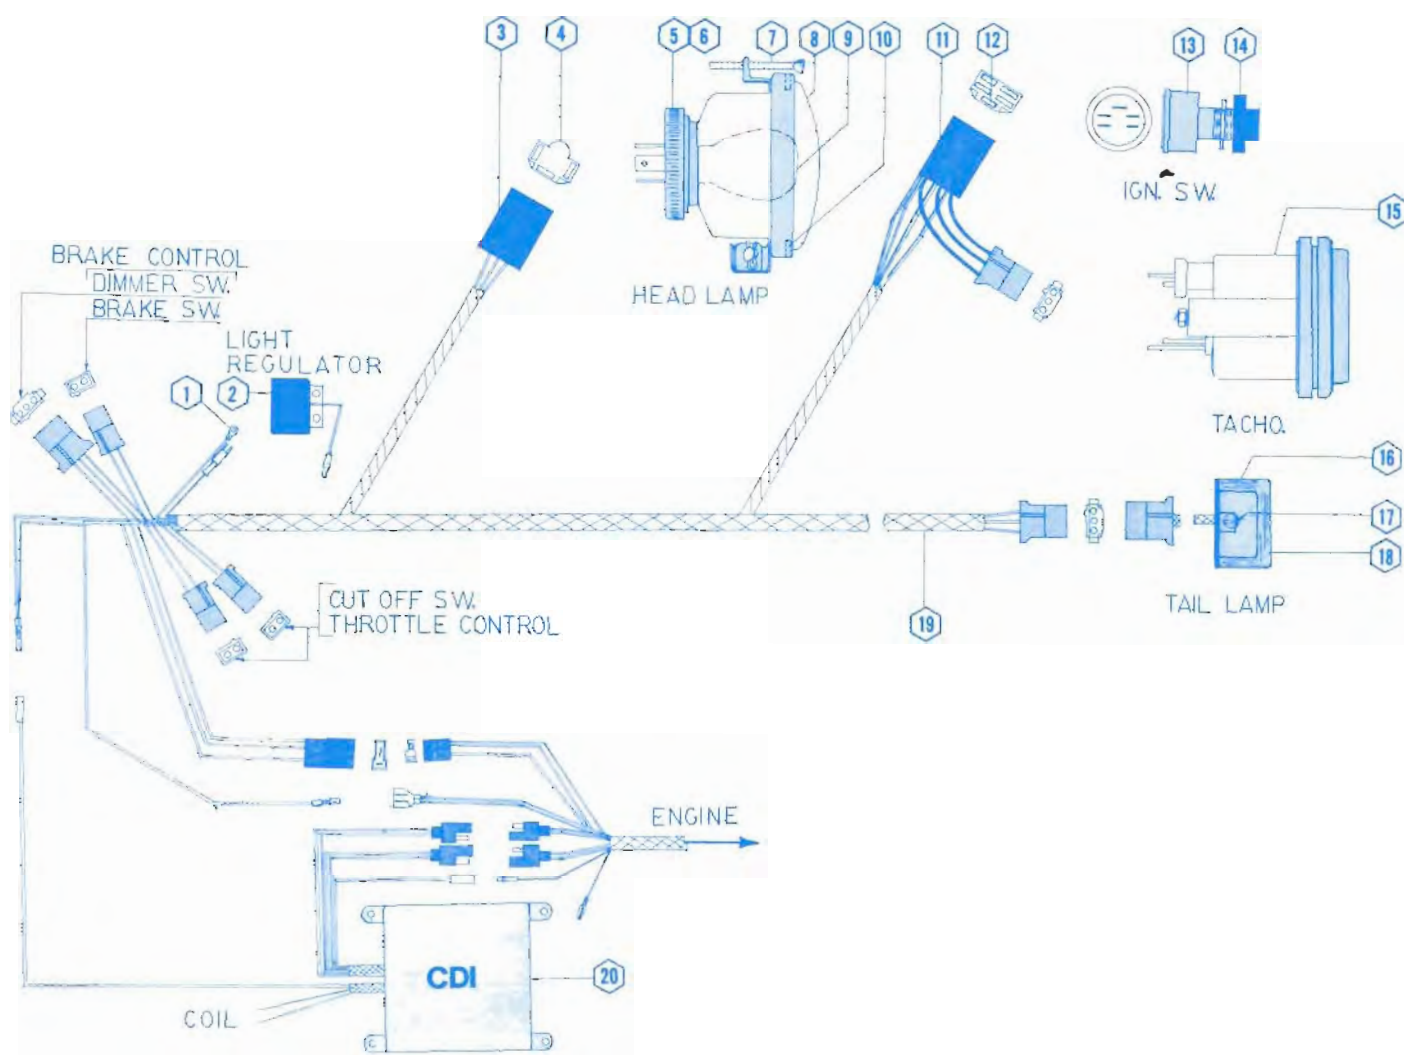 3
4
5
6
7
8
9
10
11
12
13
14
IGN. SW.
15
BRAKE CONTROL
DIMMER SW.
BRAKE SW.
HEAD LAMP
LIGHT
REGULATOR
1
2
TACHO.
16
17
18
TAIL LAMP
19
CUT OFF SW.
THROTTLE CONTROL
ENGINE
CDI
20
COIL